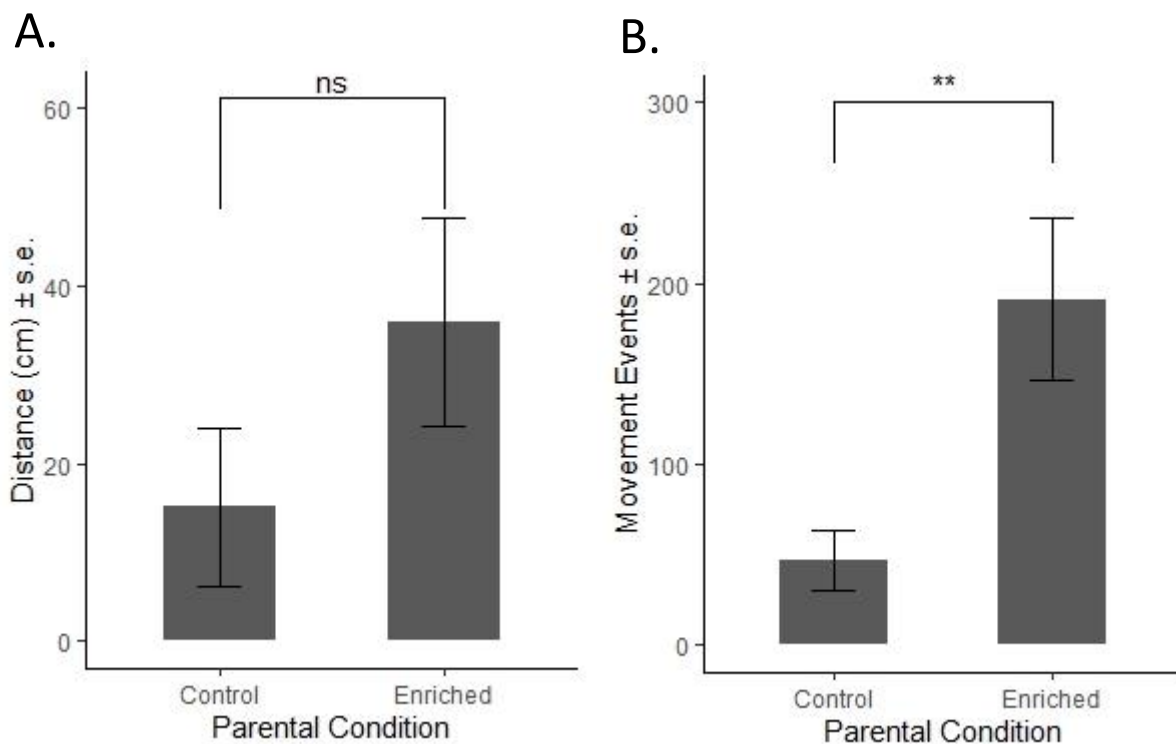 A.
ns
60
40
20
0
Distance (cm) ± s.e.
Control Enriched
Parental Condition
B.
**
300
200
100
0
Movement Events ± s.e.
Control Enriched
Parental Condition